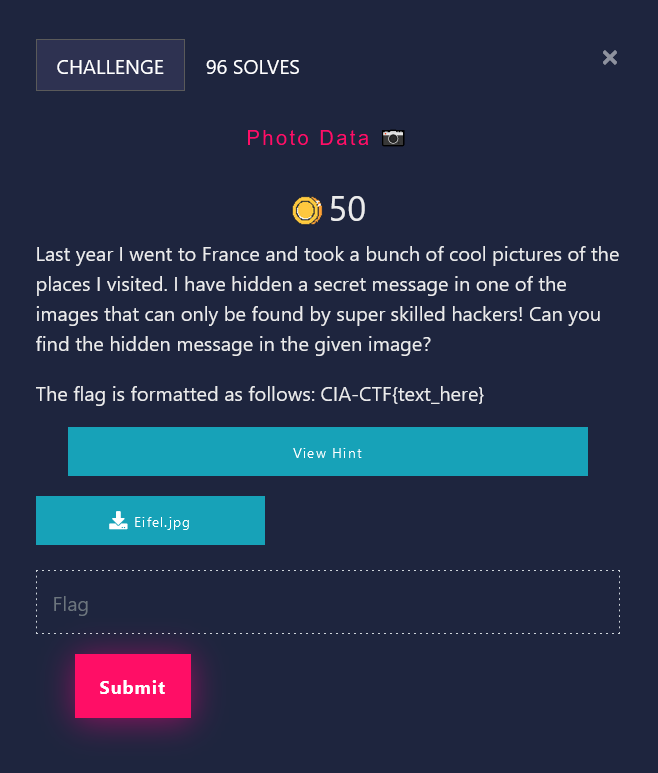 CHALLENGE
96 SOLVES
×
Photo Data 📷
50
Last year I went to France and took a bunch of cool pictures of the
places I visited. I have hidden a secret message in one of the
images that can only be found by super skilled hackers! Can you
find the hidden message in the given image?
The flag is formatted as follows: CIA-CTF{text_here}
View Hint
Eifel.jpg
Flag
Submit